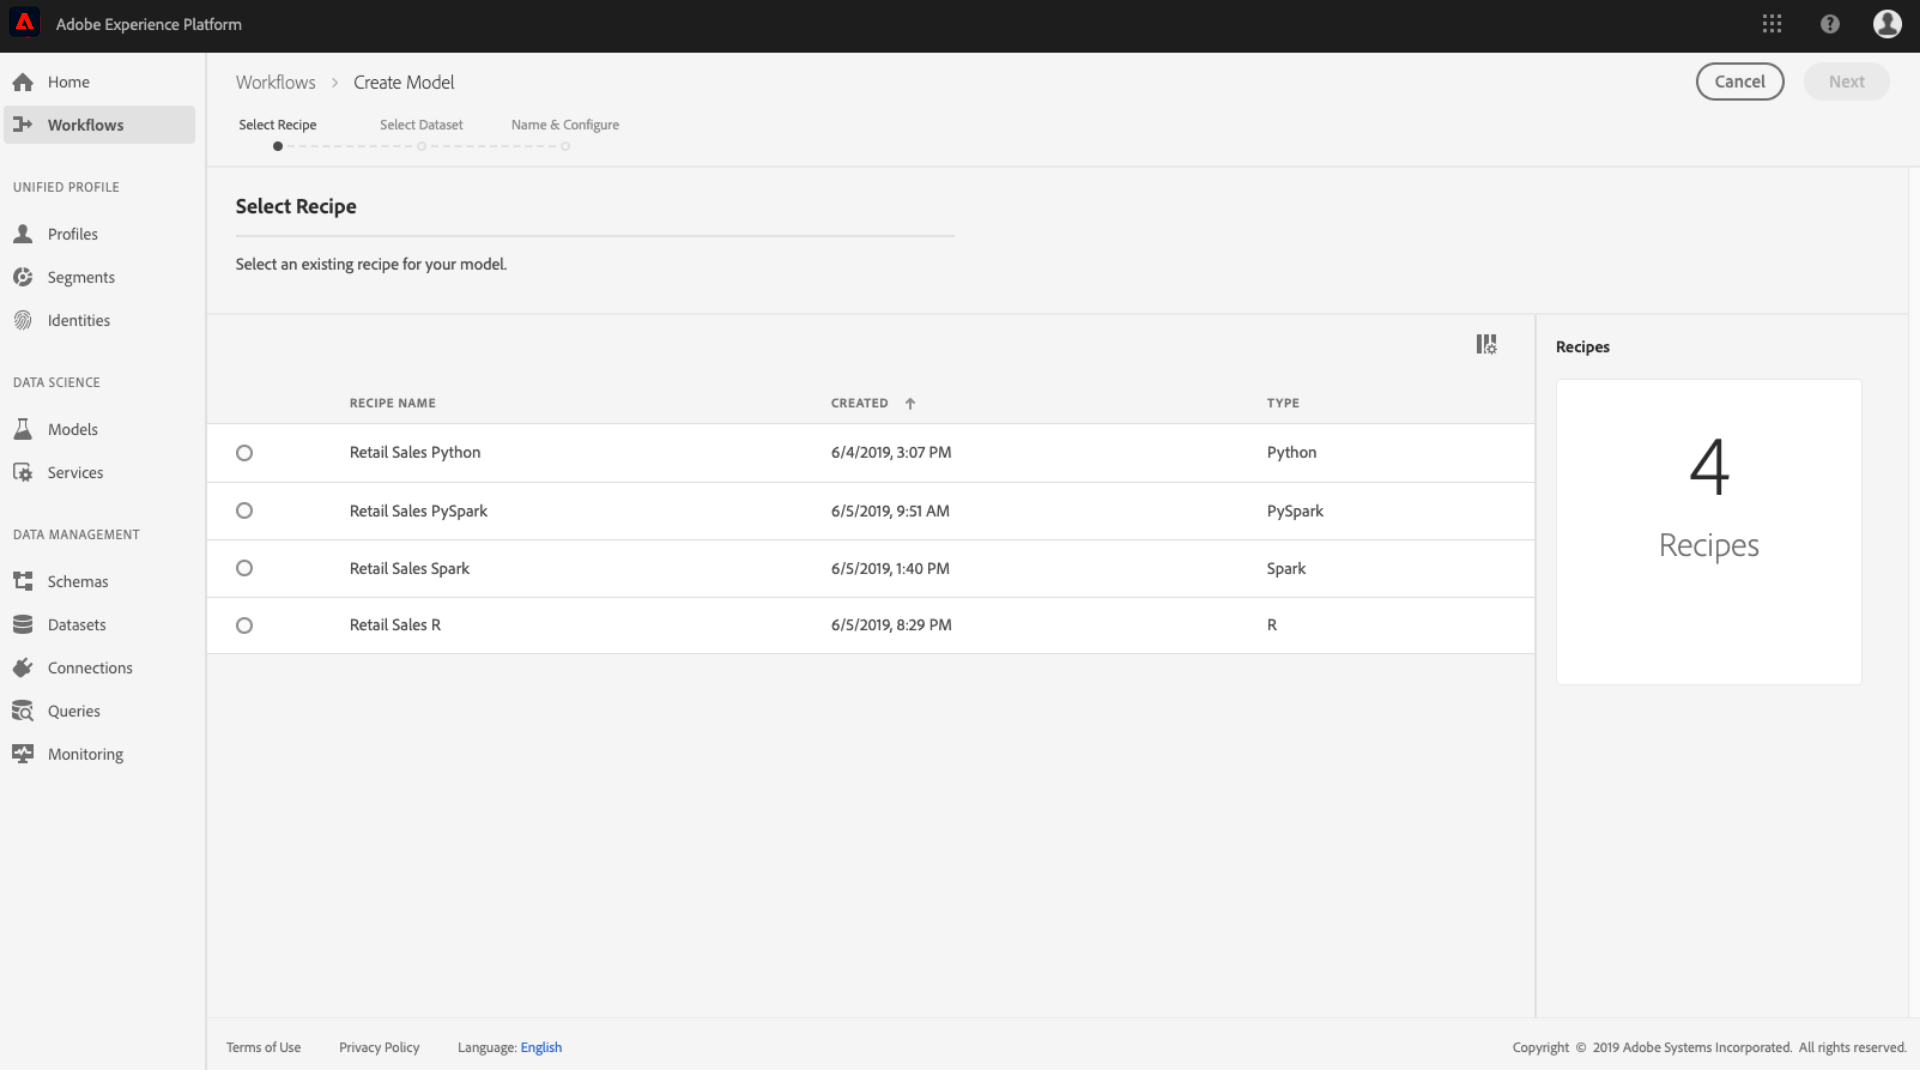 Adobe Experience Platform
Home
Workflows
UNIFIED PROFILE
Profiles
Segments
Identities
DATA SCIENCE
Models
Services
DATA MANAGEMENT
Schemas
Datasets
Connections
Queries
Monitoring
Workflows > Create Model
Cancel Next
Select Recipe Select Dataset Name & Configure
Select Recipe
Select an existing recipe for your model.
RECIPE NAME CREATED ↑ TYPE
Retail Sales Python 6/4/2019, 3:07 PM Python
Retail Sales PySpark 6/5/2019, 9:51 AM PySpark
Retail Sales Spark 6/5/2019, 1:40 PM Spark
Retail Sales R 6/5/2019, 8:29 PM R
Recipes
4
Recipes
Terms of Use Privacy Policy Language: English
Copyright © 2019 Adobe Systems Incorporated. All rights reserved.